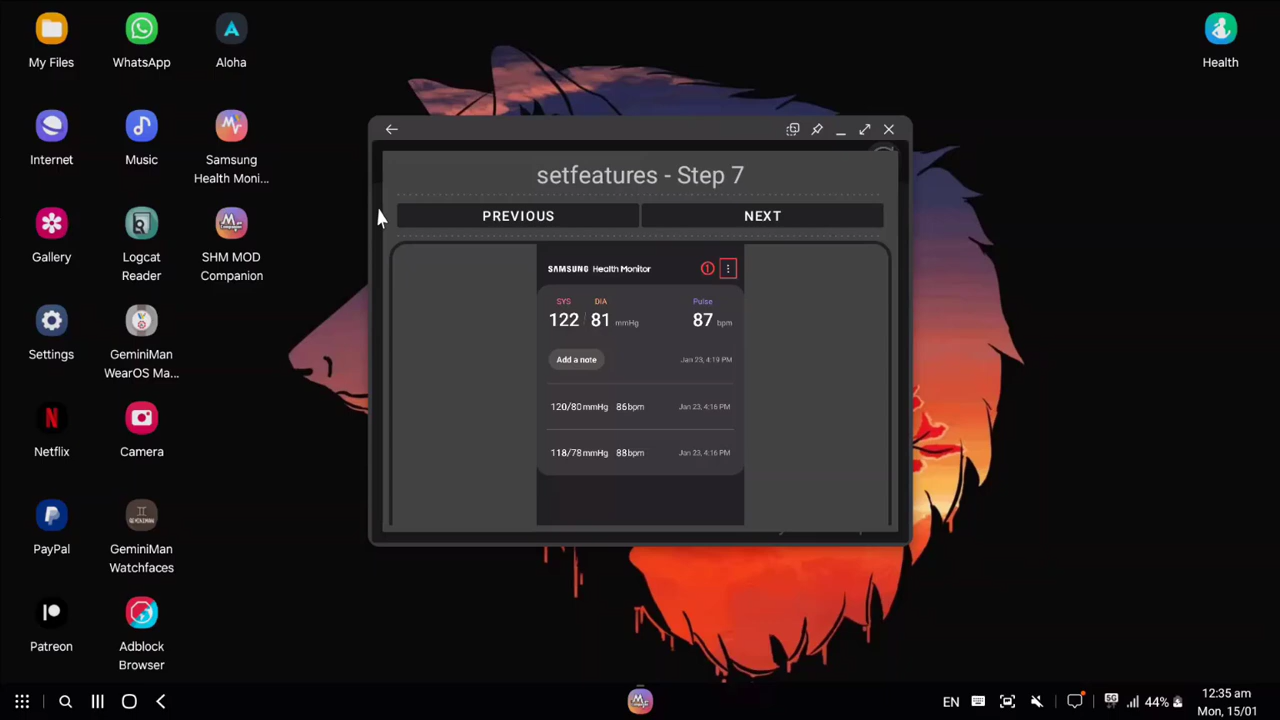 My Files
WhatsApp
Aloha
Health
Internet
Music
Samsung
Health Moni...
Gallery
Logcat
Reader
SHM MOD
Companion
Settings
GeminiMan
WearOS Ma...
Netflix
Camera
PayPal
GeminiMan
Watchfaces
Patreon
Adblock
Browser
setfeatures - Step 7
PREVIOUS
NEXT
SAMSUNG Health Monitor
1
SYS DIA Pulse
122 / 81 mmHg 87 bpm
Add a note Jan 23, 4:19 PM
120/80 mmHg 86 bpm Jan 23, 4:16 PM
118/78 mmHg 88 bpm Jan 23, 4:16 PM
EN
5G
44%
12:35 am
Mon, 15/01